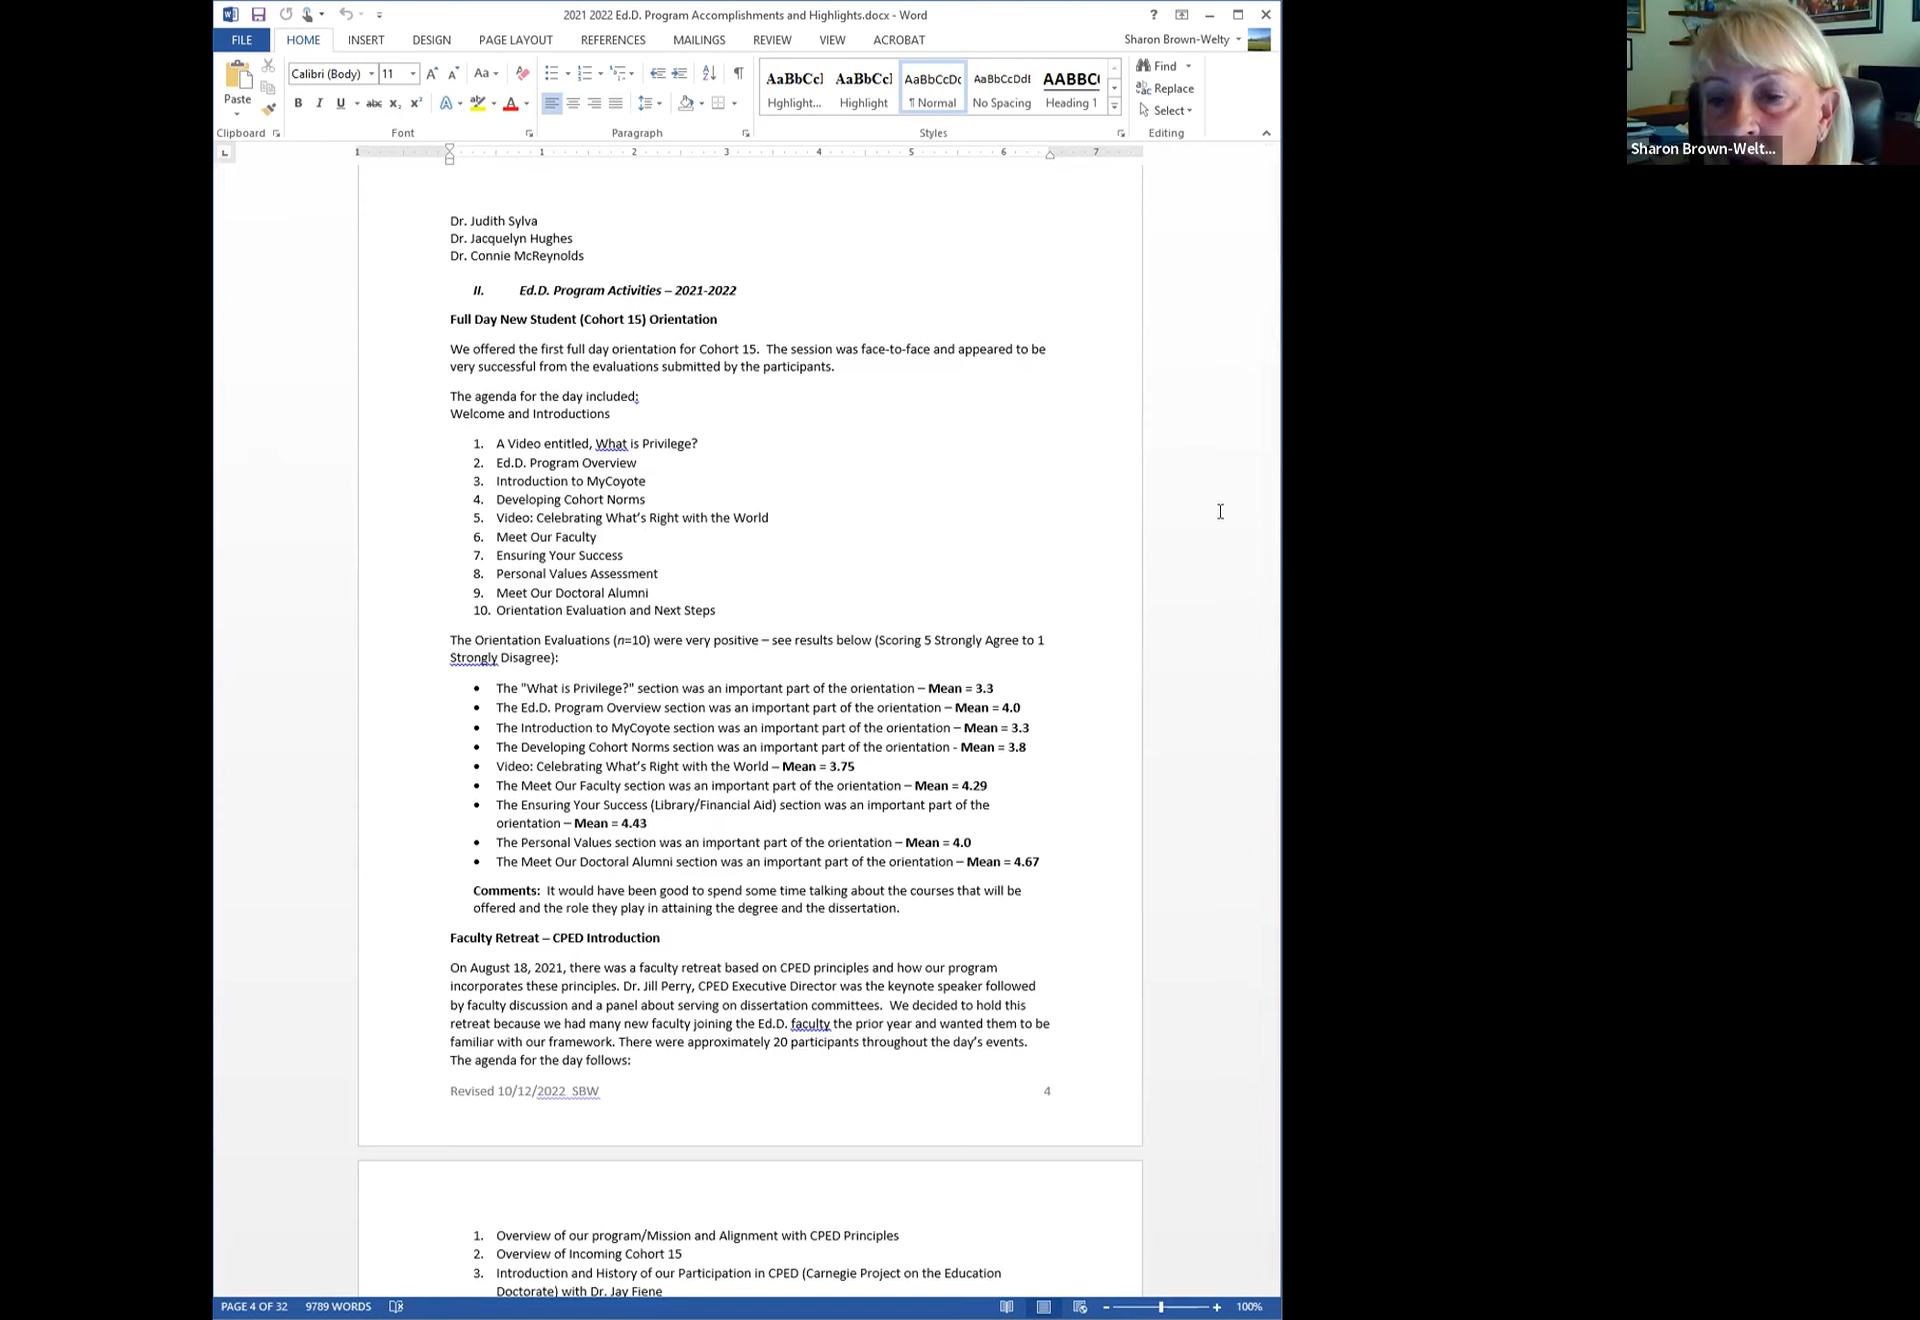 2021 2022 Ed.D. Program Accomplishments and Highlights.docx - Word
?
FILE HOME INSERT DESIGN PAGE LAYOUT REFERENCES MAILINGS REVIEW VIEW ACROBAT
Sharon Brown-Welty
Paste
Calibri (Body) 11
Aa
B I U abc x₂ x²
A
AaBbCcl AaBbCcl AaBbCcDc AaBbCcDdI AABBC
Hghlight... Highlight ¶ Normal No Spacing Heading 1
Find
Replace
Select
Clipboard Font Paragraph Styles Editing
1 1 2 3 4 5 6 7
Sharon Brown-Welt...
Dr. Judith Sylva
Dr. Jacquelyn Hughes
Dr. Connie McReynolds
II. Ed.D. Program Activities – 2021-2022
Full Day New Student (Cohort 15) Orientation
We offered the first full day orientation for Cohort 15.  The session was face-to-face and appeared to be
very successful from the evaluations submitted by the participants.
The agenda for the day included:
Welcome and Introductions
1. A Video entitled, What is Privilege?
2. Ed.D. Program Overview
3. Introduction to MyCoyote
4. Developing Cohort Norms
5. Video: Celebrating What's Right with the World
6. Meet Our Faculty
7. Ensuring Your Success
8. Personal Values Assessment
9. Meet Our Doctoral Alumni
10. Orientation Evaluation and Next Steps
The Orientation Evaluations (n=10) were very positive – see results below (Scoring 5 Strongly Agree to 1
Strongly Disagree):
• The "What is Privilege?" section was an important part of the orientation – Mean = 3.3
• The Ed.D. Program Overview section was an important part of the orientation – Mean = 4.0
• The Introduction to MyCoyote section was an important part of the orientation – Mean = 3.3
• The Developing Cohort Norms section was an important part of the orientation - Mean = 3.8
• Video: Celebrating What's Right with the World – Mean = 3.75
• The Meet Our Faculty section was an important part of the orientation – Mean = 4.29
• The Ensuring Your Success (Library/Financial Aid) section was an important part of the
orientation – Mean = 4.43
• The Personal Values section was an important part of the orientation – Mean = 4.0
• The Meet Our Doctoral Alumni section was an important part of the orientation – Mean = 4.67
Comments:  It would have been good to spend some time talking about the courses that will be
offered and the role they play in attaining the degree and the dissertation.
Faculty Retreat – CPED Introduction
On August 18, 2021, there was a faculty retreat based on CPED principles and how our program
incorporates these principles. Dr. Jill Perry, CPED Executive Director was the keynote speaker followed
by faculty discussion and a panel about serving on dissertation committees.  We decided to hold this
retreat because we had many new faculty joining the Ed.D. faculty the prior year and wanted them to be
familiar with our framework. There were approximately 20 participants throughout the day's events.
The agenda for the day follows:
Revised 10/12/2022 SBW 4
1. Overview of our program/Mission and Alignment with CPED Principles
2. Overview of Incoming Cohort 15
3. Introduction and History of our Participation in CPED (Carnegie Project on the Education
Doctorate) with Dr. Jay Fiene
PAGE 4 OF 32 9789 WORDS 100%